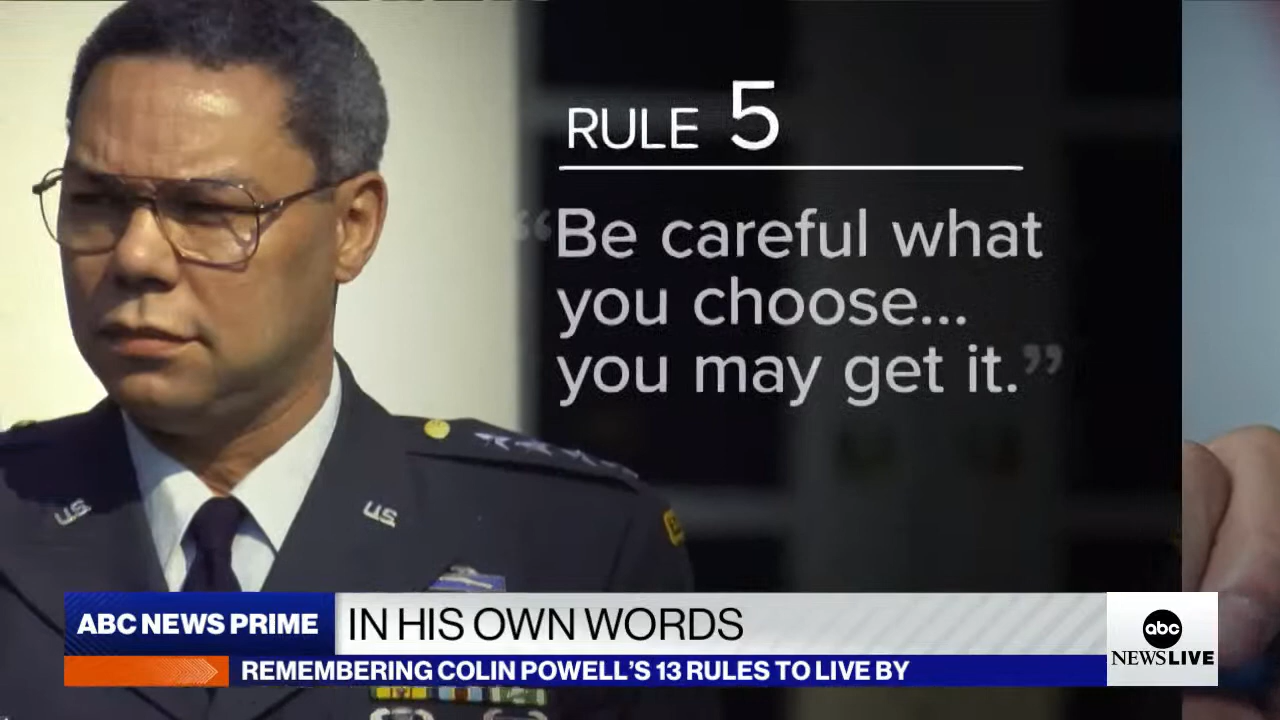 RULE 5
“Be careful what
you choose...
you may get it.”
U.S.
U.S.
ABC NEWS PRIME
IN HIS OWN WORDS
REMEMBERING COLIN POWELL'S 13 RULES TO LIVE BY
abc
NEWSLIVE